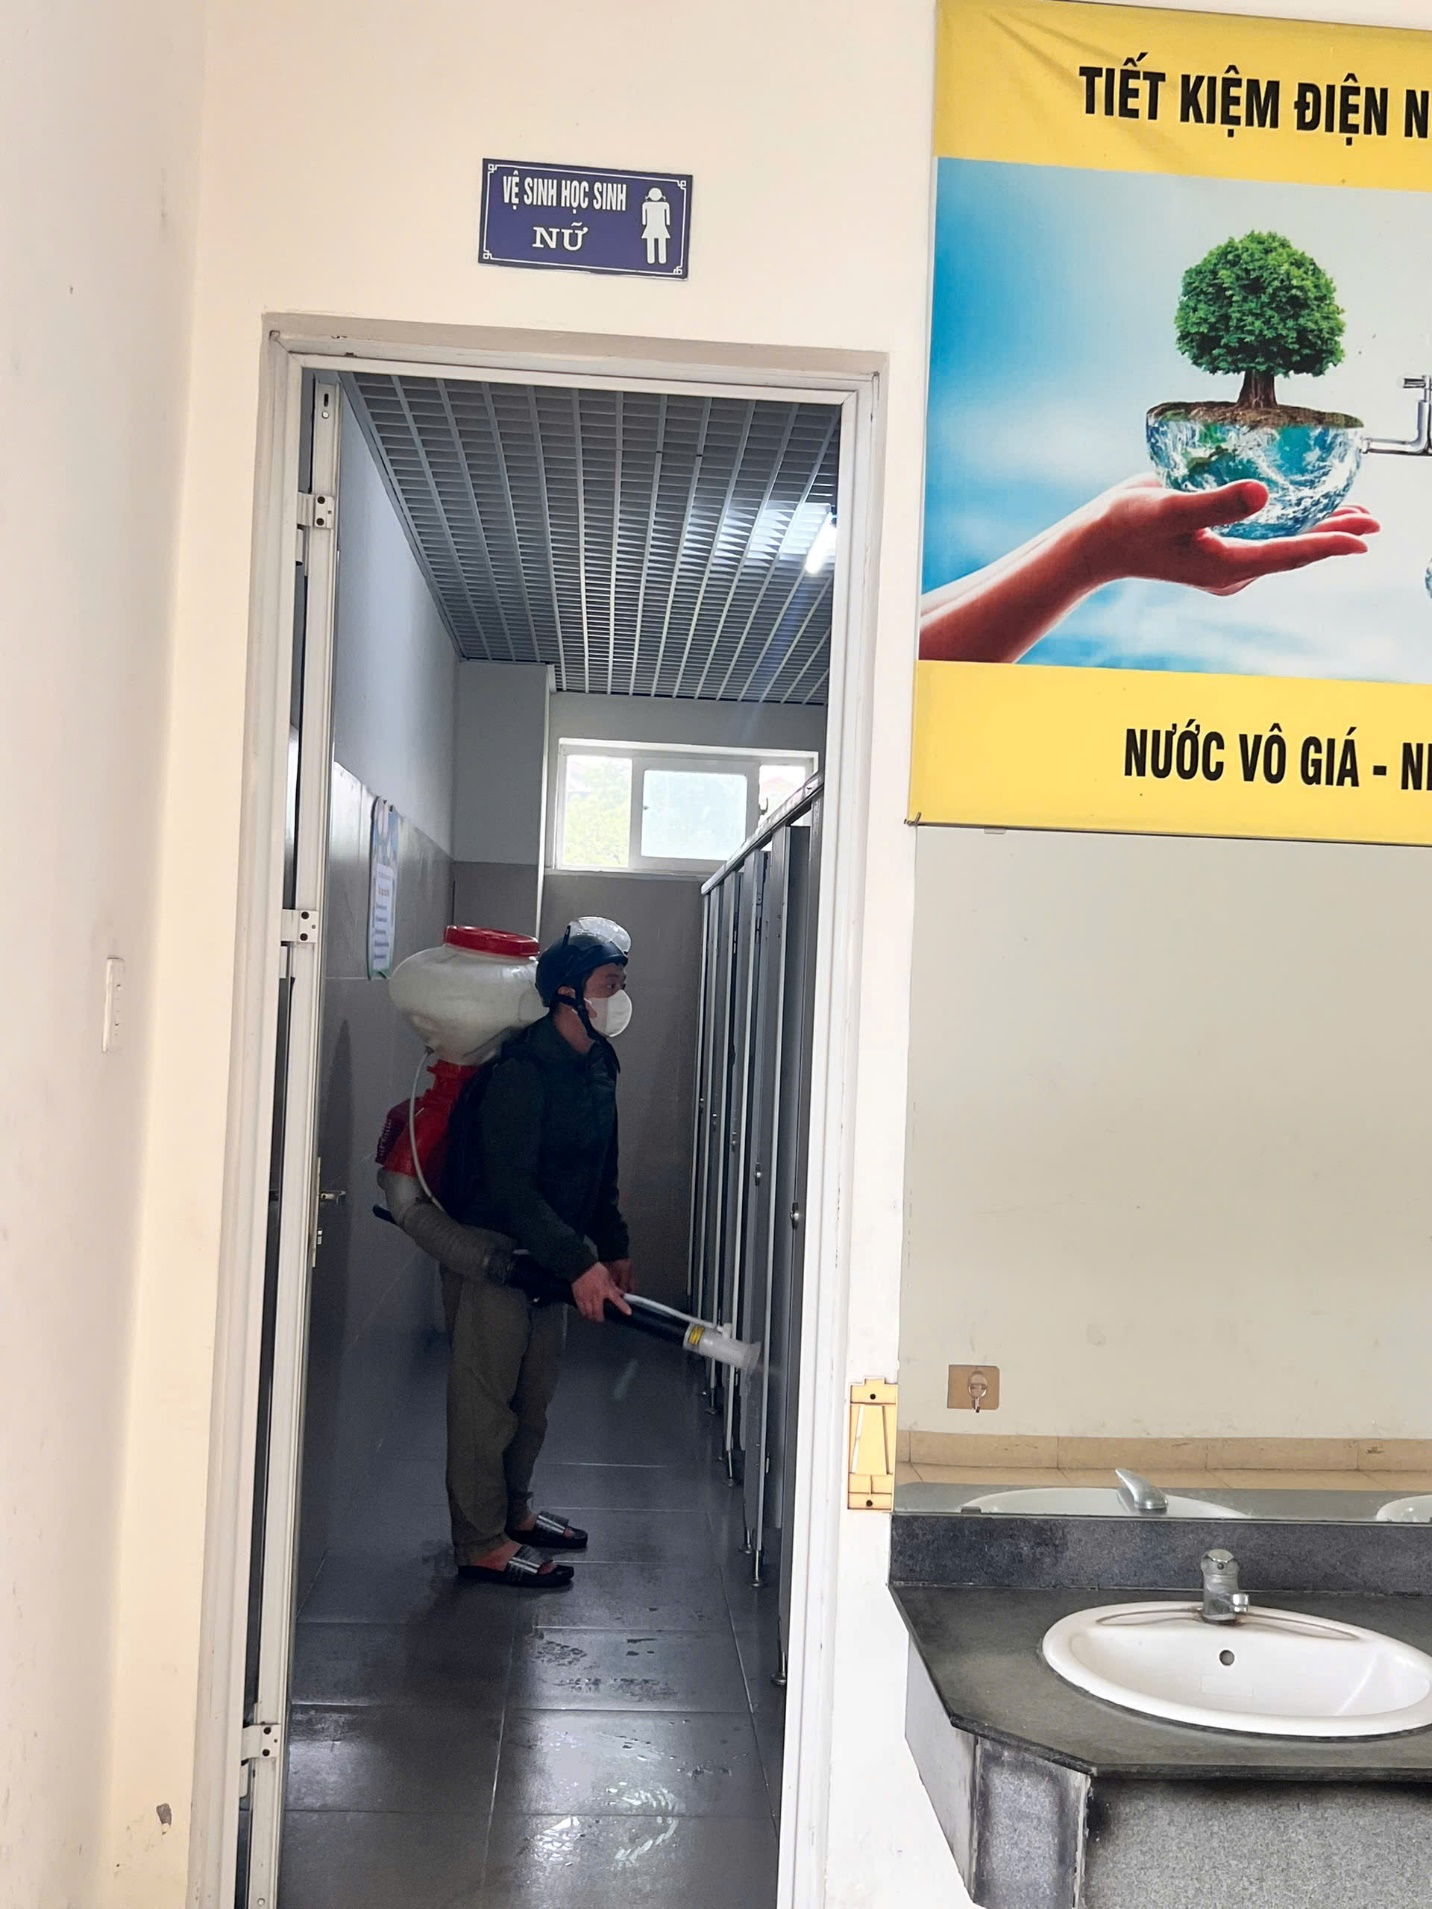 VỆ SINH HỌC SINH
NỮ
TIẾT KIỆM ĐIỆN
NƯỚC VÔ GIÁ -